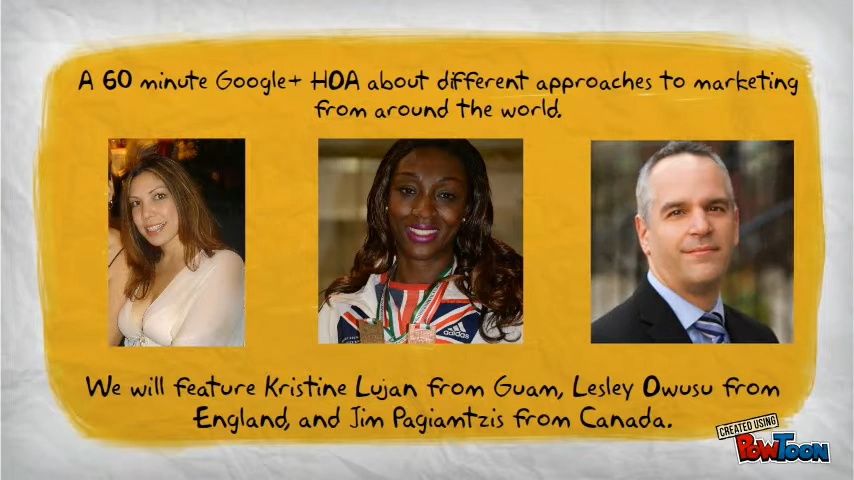 A 60 minute Google+ HOA about different approaches to marketing
from around the world.
adidas
We will feature Kristine Lujan from Guam, Lesley Owusu from
England, and Jim Pagiamtzis from Canada.
CREATED USING
POWTOON